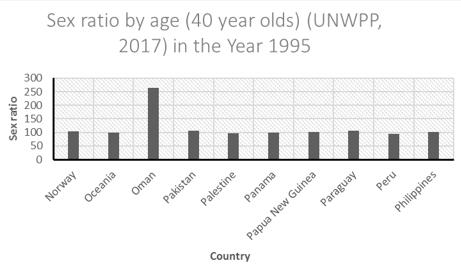 Sex ratio by age (40 year olds) (UNWPP,
2017) in the Year 1995
300
250
200
150
100
50
0
Sex ratio
Norway
Oceania
Oman
Pakistan
Palestine
Panama
Papua New Guinea
Paraguay
Peru
Philippines
Country